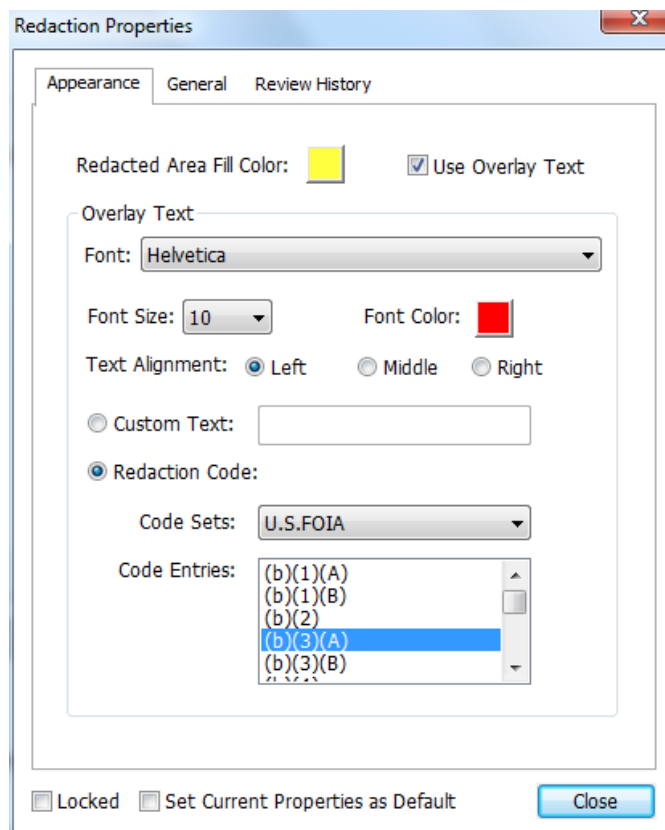 Redaction Properties
Appearance General Review History
Redacted Area Fill Color: Use Overlay Text
Overlay Text
Font: Helvetica
Font Size: 10 Font Color:
Text Alignment: Left Middle Right
Custom Text:
Redaction Code:
Code Sets: U.S.FOIA
Code Entries: (b)(1)(A)
(b)(1)(B)
(b)(2)
(b)(3)(A)
(b)(3)(B)
Locked Set Current Properties as Default Close